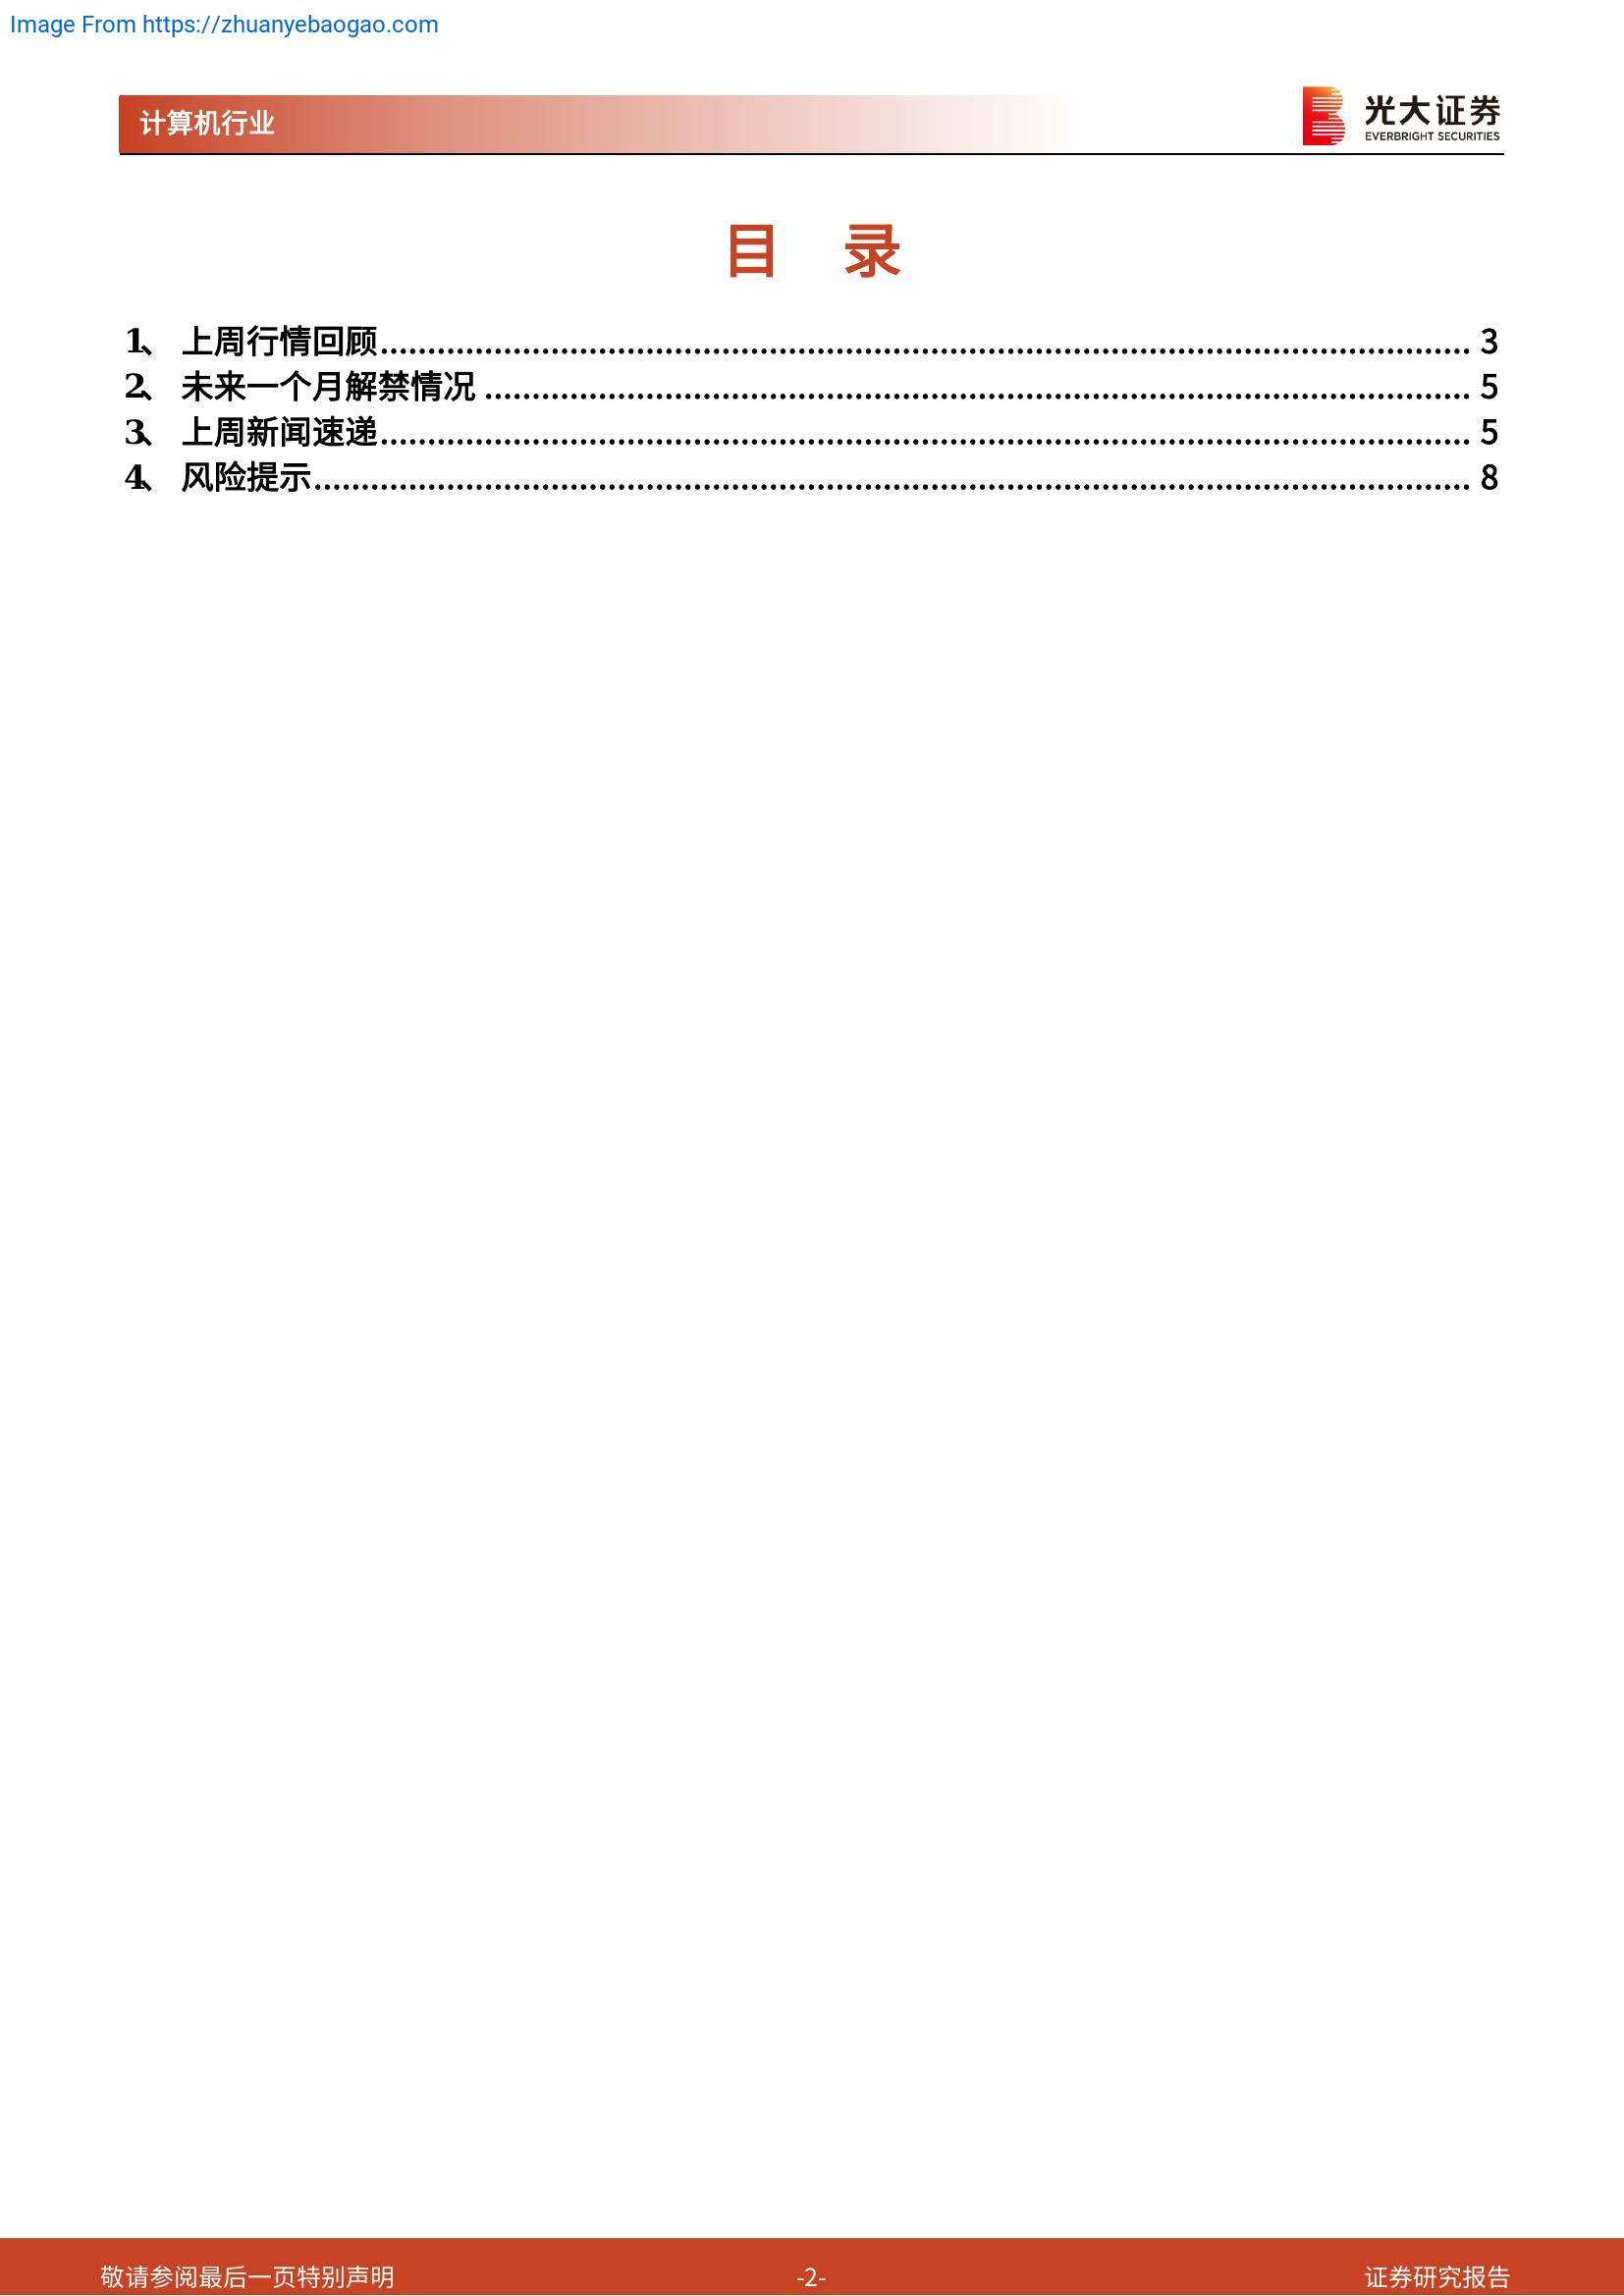 Image From https://zhuanyebaogao.com
计算机行业
光大证券
EVERBRIGHT SECURITIES
目 录
1、 上周行情回顾........................................................................................................................ 3
2、 未来一个月解禁情况 ............................................................................................................. 5
3、 上周新闻速递........................................................................................................................ 5
4、 风险提示............................................................................................................................... 8
敬请参阅最后一页特别声明 -2- 证券研究报告